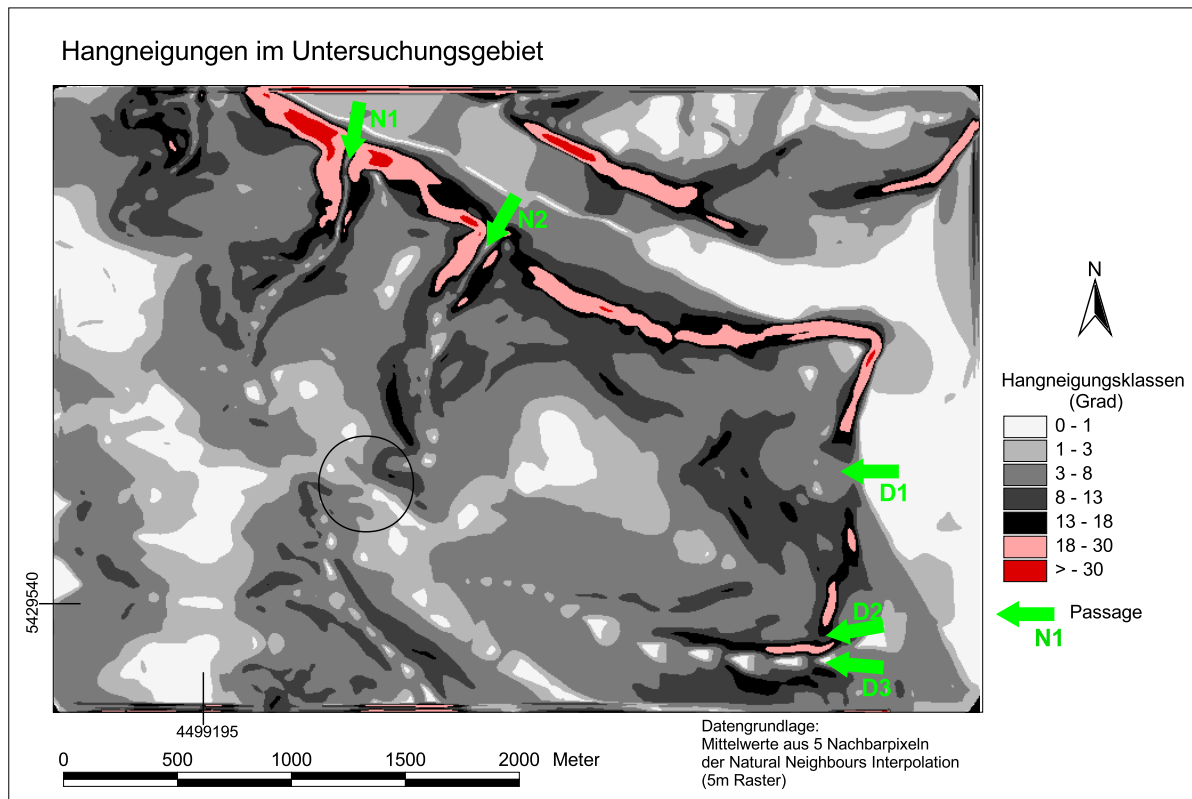 Hangneigungen im Untersuchungsgebiet
N1
N2
N
Hangneigungsklassen
(Grad)
0 - 1
1 - 3
3 - 8
8 - 13
13 - 18
18 - 30
> - 30
Passage
N1
D1
D2
D3
5429540
4499195
0 500 1000 1500 2000 Meter
Datengrundlage:
Mittelwerte aus 5 Nachbarpixeln
der Natural Neighbours Interpolation
(5m Raster)